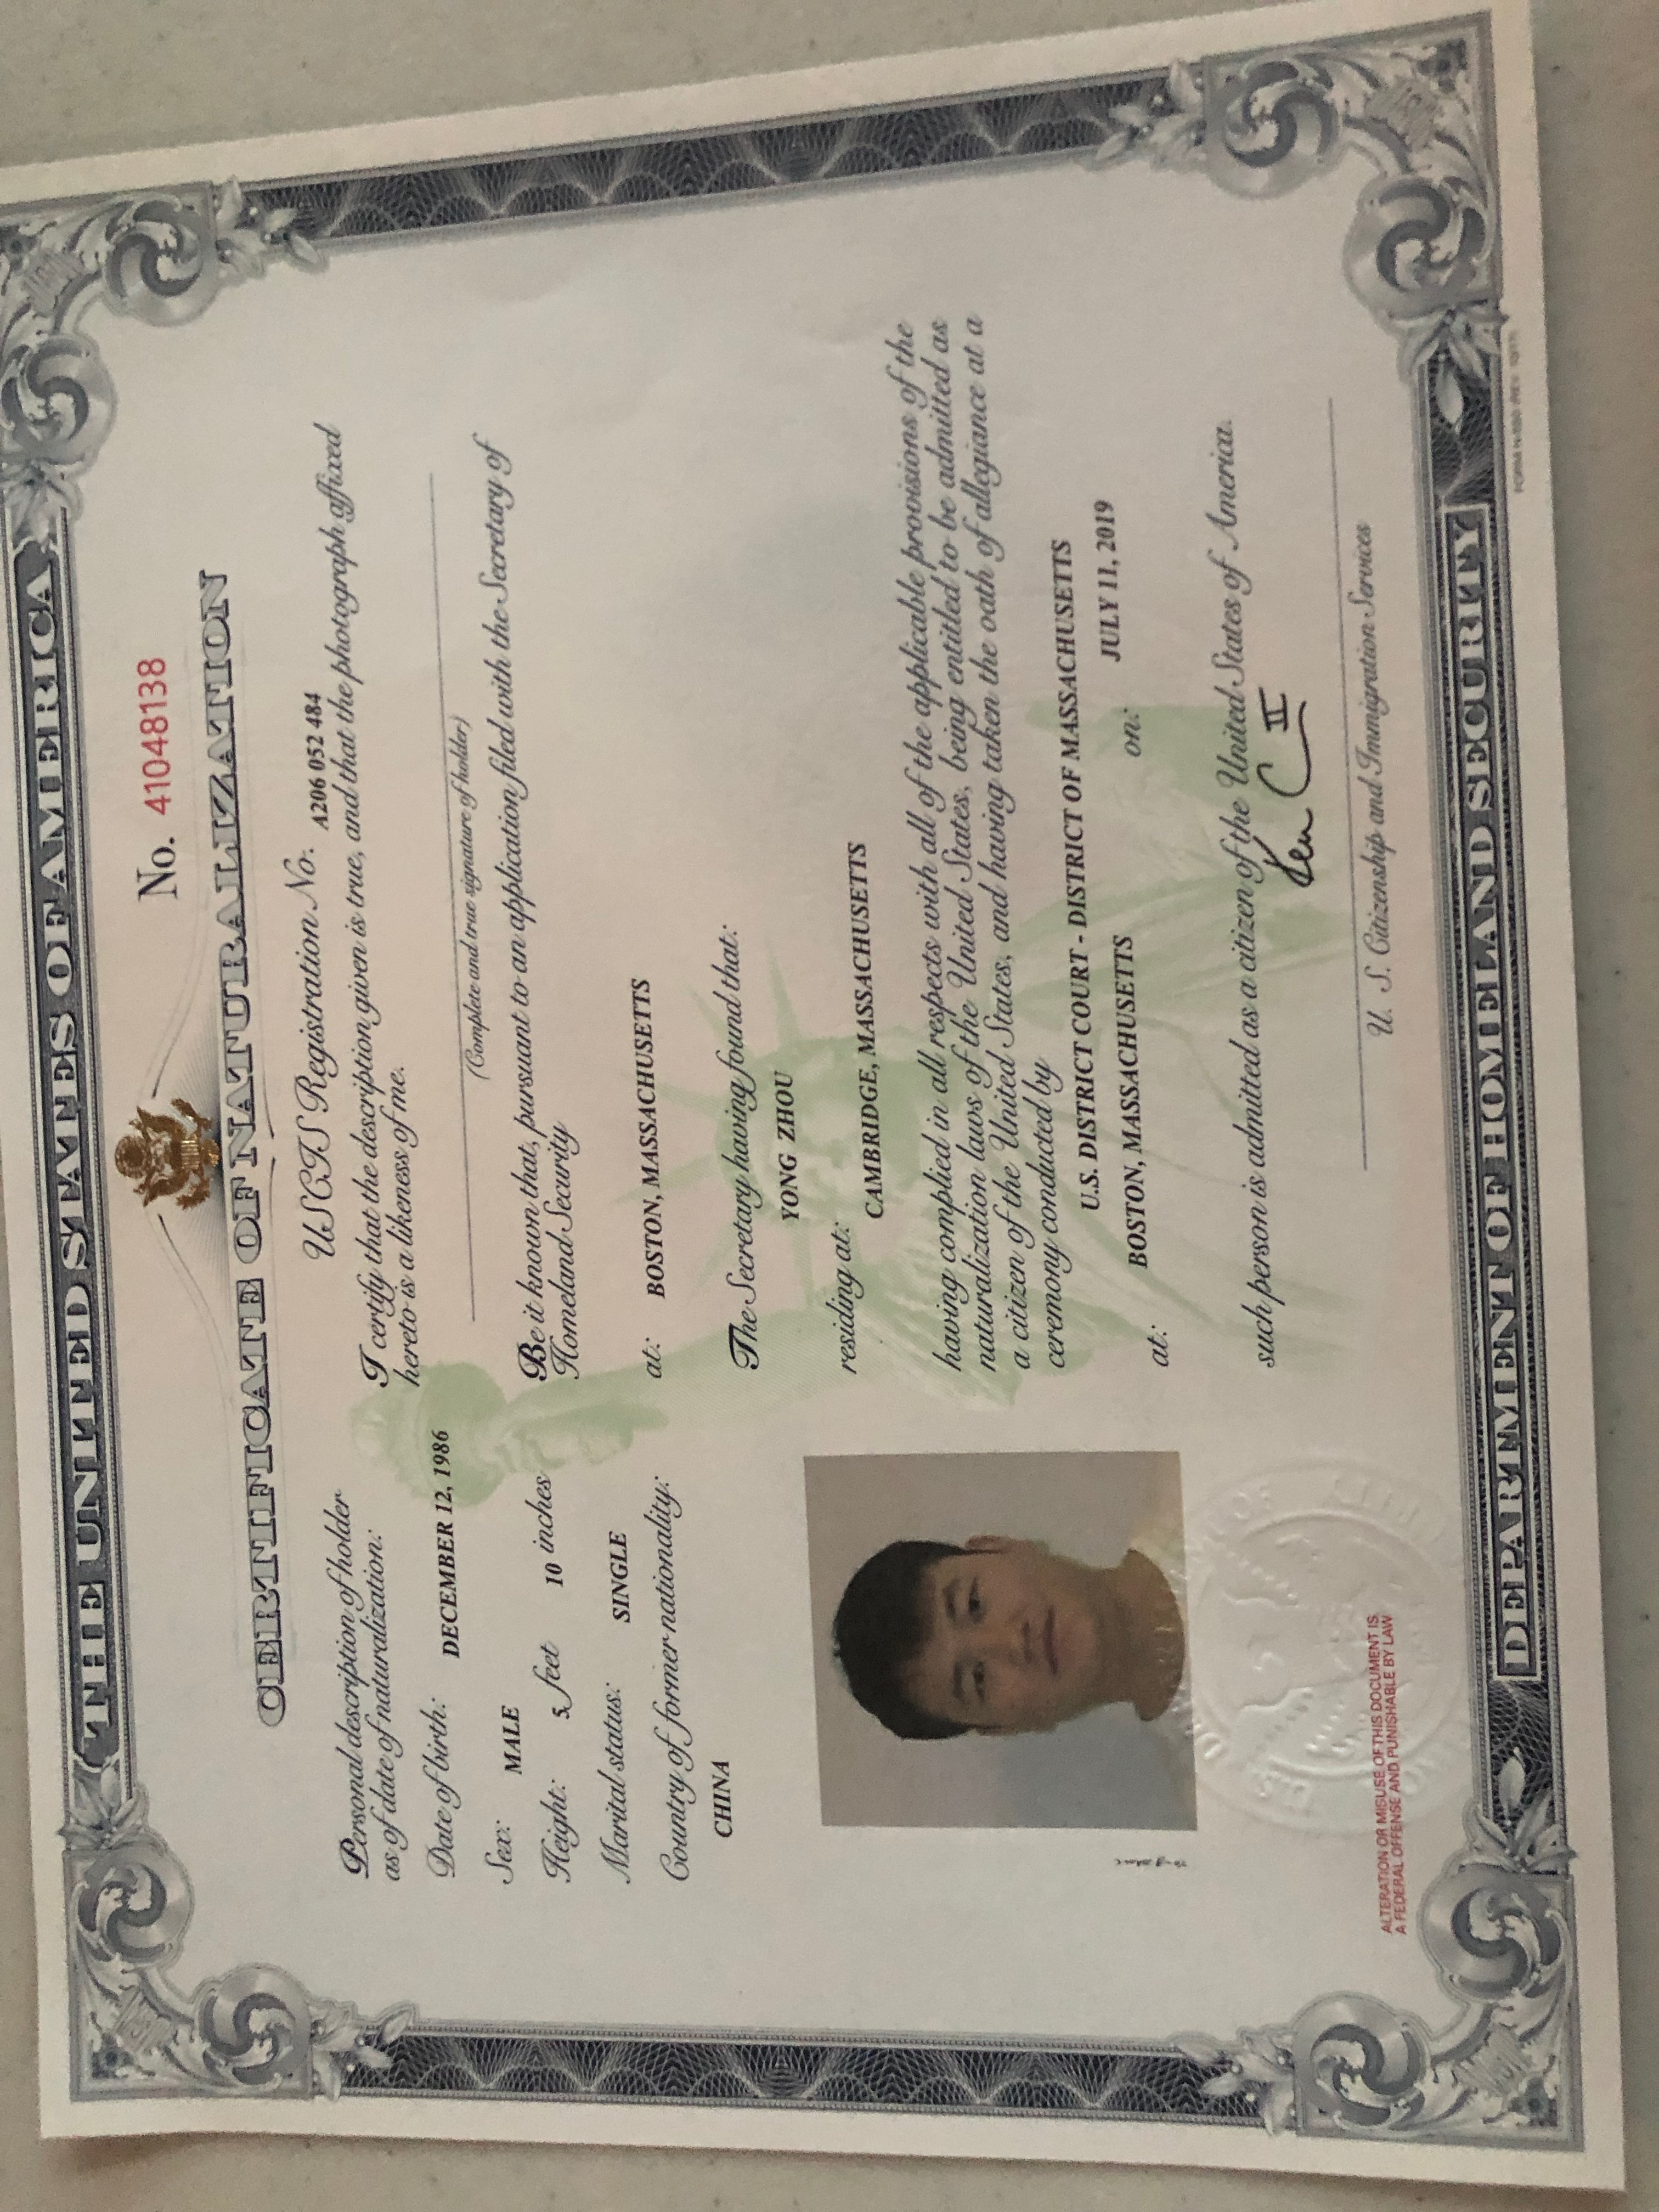 THE UNITED STATES OF AMERICA
No. 41048138
CERTIFICATE OF NATURALIZATION
Personal description of holder
as of date of naturalization:
Date of birth: DECEMBER 12, 1986
Sex: MALE
Height: 5 feet 10 inches
Marital status: SINGLE
Country of former nationality:
CHINA
USCIS Registration No. A206 052 484
I certify that the description given is true, and that the photograph affixed
hereto is a likeness of me.
(Complete and true signature of holder)
Be it known that, pursuant to an application filed with the Secretary of
Homeland Security
at: BOSTON, MASSACHUSETTS
The Secretary having found that:
YONG ZHOU
residing at:
CAMBRIDGE, MASSACHUSETTS
having complied in all respects with all of the applicable provisions of the
naturalization laws of the United States, being entitled to be admitted as
a citizen of the United States, and having taken the oath of allegiance at a
ceremony conducted by
U.S. DISTRICT COURT - DISTRICT OF MASSACHUSETTS
at: BOSTON, MASSACHUSETTS on: JULY 11, 2019
such person is admitted as a citizen of the United States of America.
Ken C II
U. S. Citizenship and Immigration Services
ALTERATION OR MISUSE OF THIS DOCUMENT IS
A FEDERAL OFFENSE AND PUNISHABLE BY LAW
DEPARTMENT OF HOMELAND SECURITY